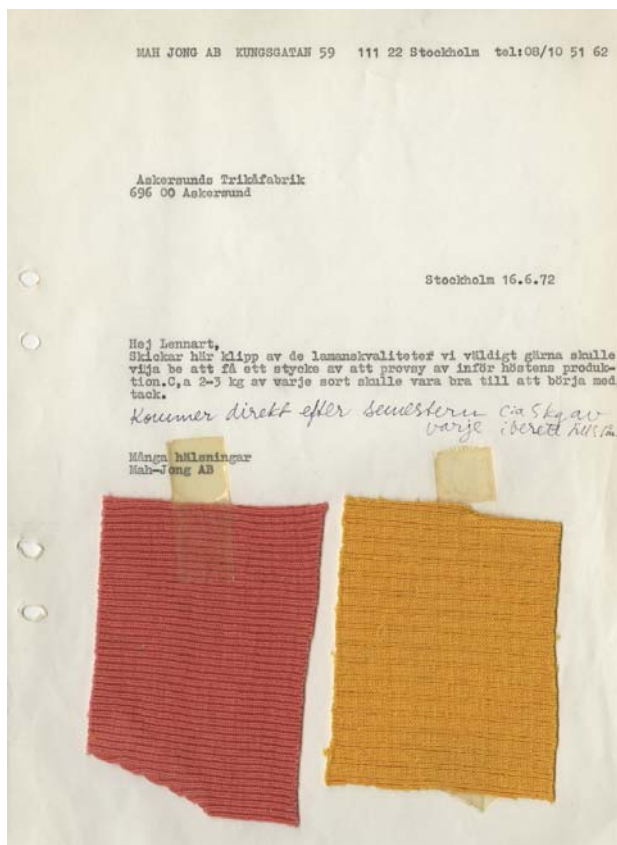 MAH JONG AB KUNGSGATAN 59 111 22 Stockholm tel:08/10 51 62
Askersunds Trikåfabrik
696 00 Askersund
Stockholm 16.6.72
Hej Lennart,
Skickar här klipp av de lamanskvaliteter vi väldigt gärna skulle
vilja be att få ett stycke av att provsy av inför höstens produk-
tion.C,a 2-3 kg av varje sort skulle vara bra till att börja med
tack.
Kommer direkt efter semestern c:a 5 kg av
varje i berett
Många hälsningar
Mah-Jong AB